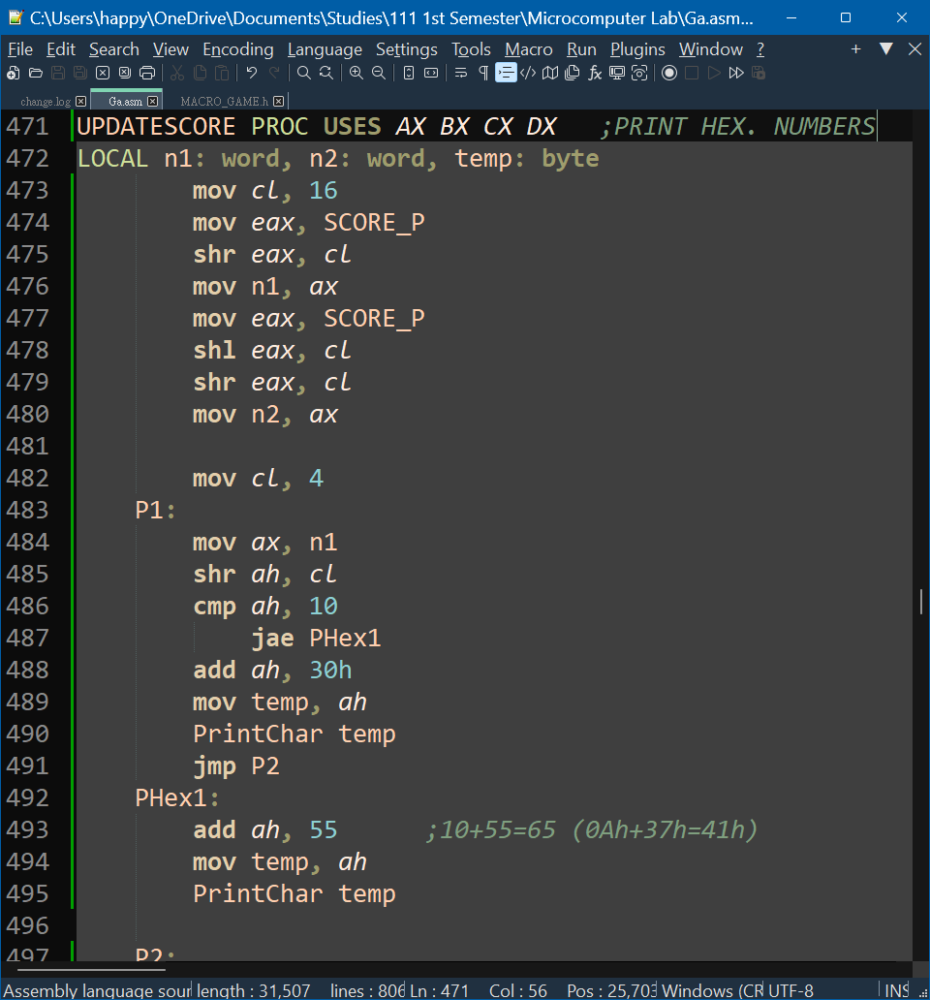 C:\Users\happy\OneDrive\Documents\Studies\111 1st Semester\Microcomputer Lab\Ga.asm...
File Edit Search View Encoding Language Settings Tools Macro Run Plugins Window ?
change.log Ga.asm MACRO_GAME.h
471 UPDATESCORE PROC USES AX BX CX DX ;PRINT HEX. NUMBERS
472 LOCAL n1: word, n2: word, temp: byte
473 mov cl, 16
474 mov eax, SCORE_P
475 shr eax, cl
476 mov n1, ax
477 mov eax, SCORE_P
478 shl eax, cl
479 shr eax, cl
480 mov n2, ax
481
482 mov cl, 4
483 P1:
484 mov ax, n1
485 shr ah, cl
486 cmp ah, 10
487 jae PHex1
488 add ah, 30h
489 mov temp, ah
490 PrintChar temp
491 jmp P2
492 PHex1:
493 add ah, 55 ;10+55=65 (0Ah+37h=41h)
494 mov temp, ah
495 PrintChar temp
496
497 P2:
Assembly language sour length : 31,507 lines : 806 Ln : 471 Col : 56 Pos : 25,703 Windows (CR UTF-8 INS